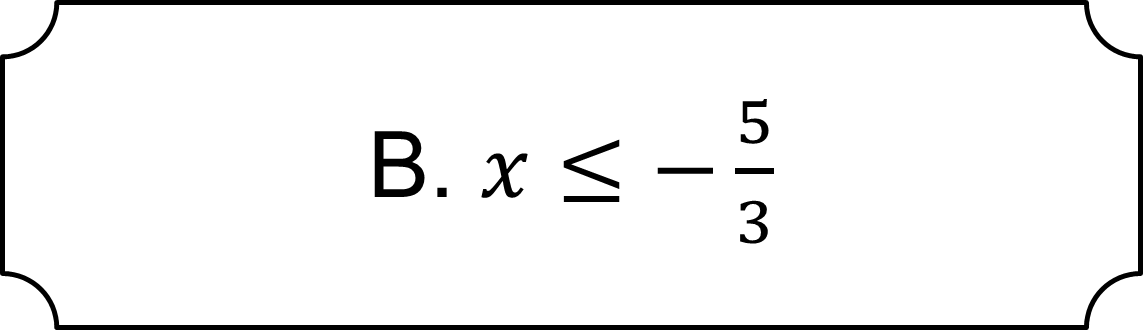 B. x ≤ − 5/3